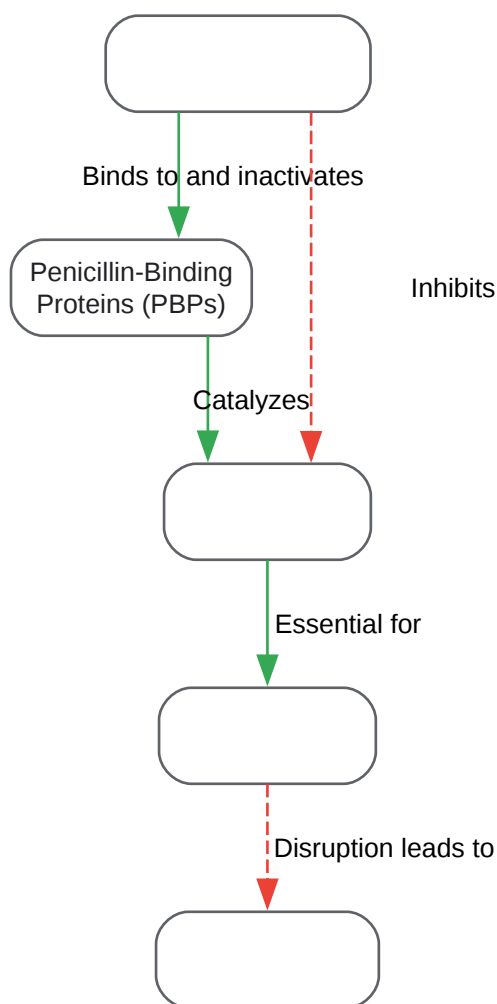 Binds to and inactivates
Penicillin-Binding
Proteins (PBPs)
Inhibits
Catalyzes
Essential for
Disruption leads to